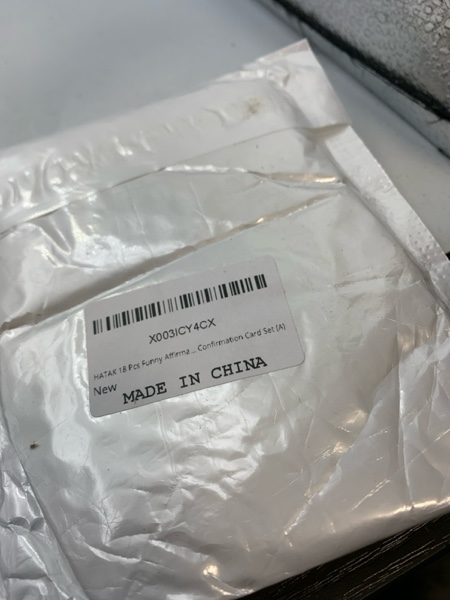 X003ICY4CX
HATAK 18 Pcs Funny Affirma... Confirmation Card Set (A)
New
MADE IN CHINA